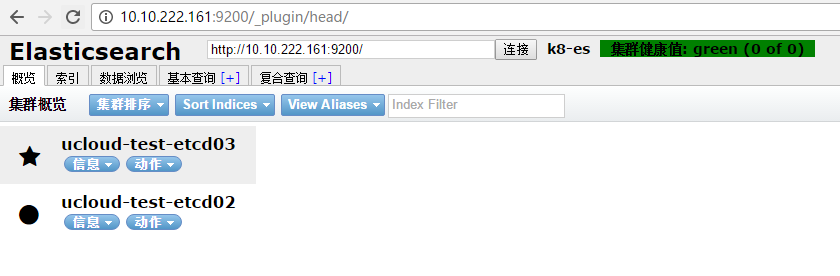 10.10.222.161:9200/_plugin/head/
Elasticsearch http://10.10.222.161:9200/ 连接 k8-es 集群健康值: green (0 of 0)
概览 索引 数据浏览 基本查询 [+] 复合查询 [+]
集群概览 集群排序 Sort Indices View Aliases Index Filter
ucloud-test-etcd03
信息 动作
ucloud-test-etcd02
信息 动作